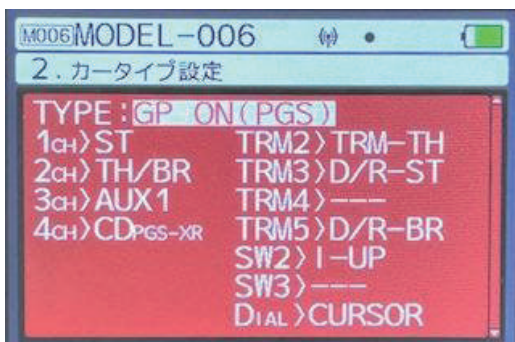 M006 MODEL-006
2.カータイプ設定
TYPE:GP ON(PGS)
1CH>ST TRM2>TRM-TH
2CH>TH/BR TRM3>D/R-ST
3CH>AUX1 TRM4>---
4CH>CDPGS-XR TRM5>D/R-BR
SW2>I-UP
SW3>---
DIAL>CURSOR